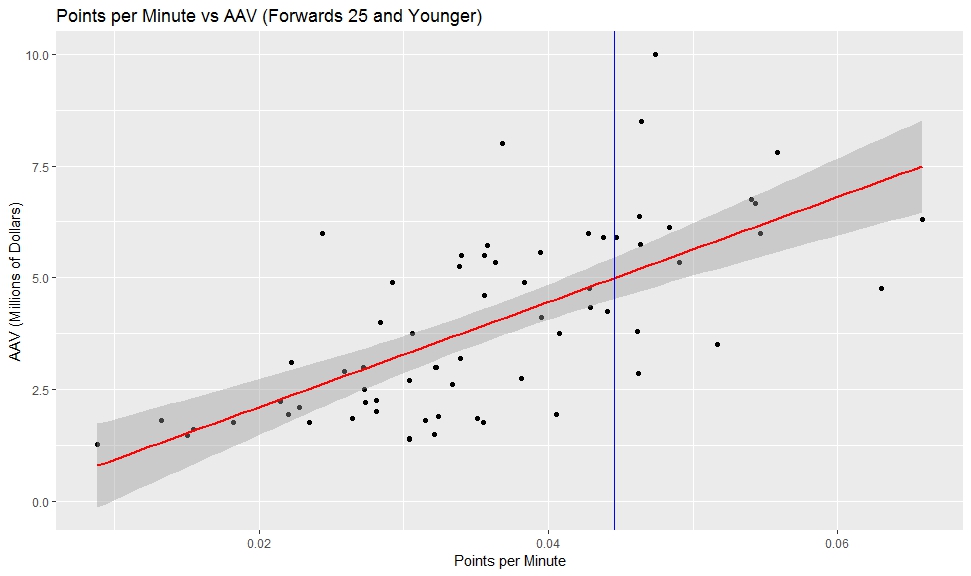 Points per Minute vs AAV (Forwards 25 and Younger)
10.0
7.5
5.0
2.5
0.0
AAV (Millions of Dollars)
0.02 0.04 0.06
Points per Minute